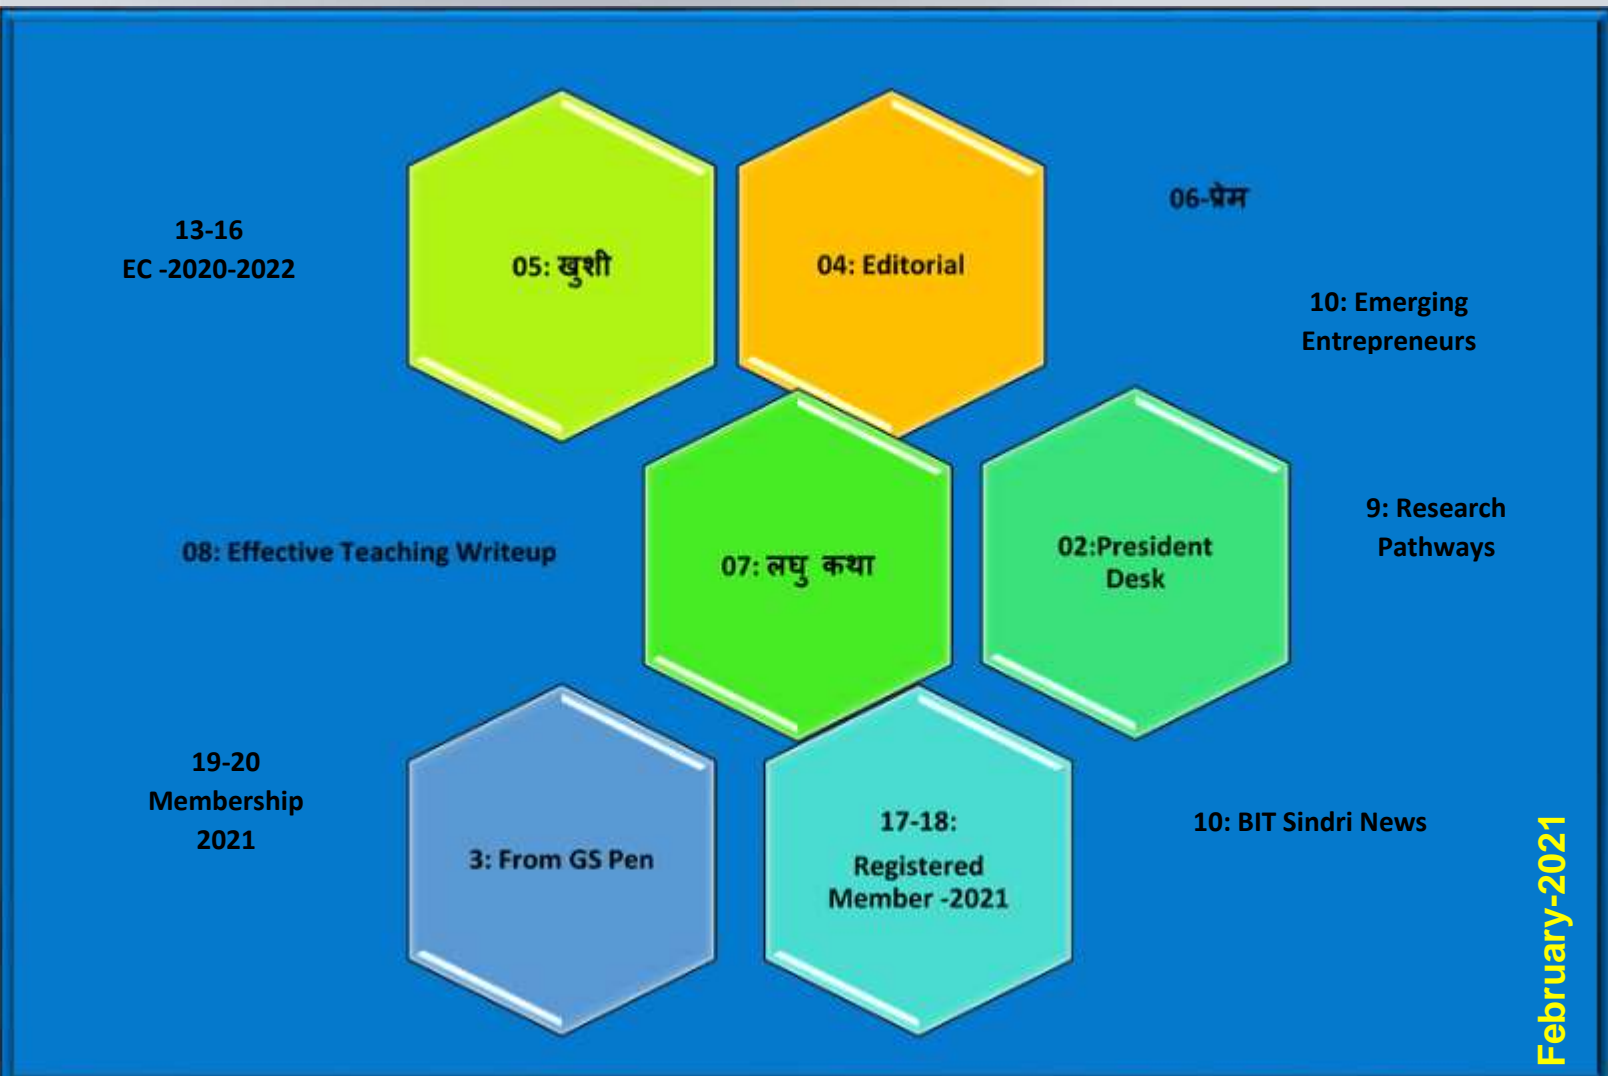 13-16
EC -2020-2022
05: खुशी
04: Editorial
06-प्रेम
10: Emerging
Entrepreneurs
08: Effective Teaching Writeup
07: लघु कथा
02:President
Desk
9: Research
Pathways
19-20
Membership
2021
3: From GS Pen
17-18:
Registered
Member -2021
10: BIT Sindri News
February-2021